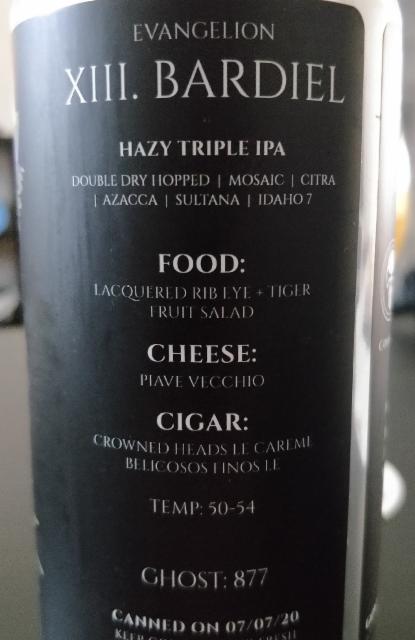 EVANGELION
XIII. BARDIEL
HAZY TRIPLE IPA
DOUBLE DRY HOPPED | MOSAIC | CITRA
| AZACCA | SULTANA | IDAHO 7
FOOD:
LACQUERED RIB EYE + TIGER
FRUIT SALAD
CHEESE:
PIAVE VECCHIO
CIGAR:
CROWNED HEADS LE CAREME
BELICOSOS FINOS LE
TEMP: 50-54
GHOST: 877
CANNED ON 07/07/20